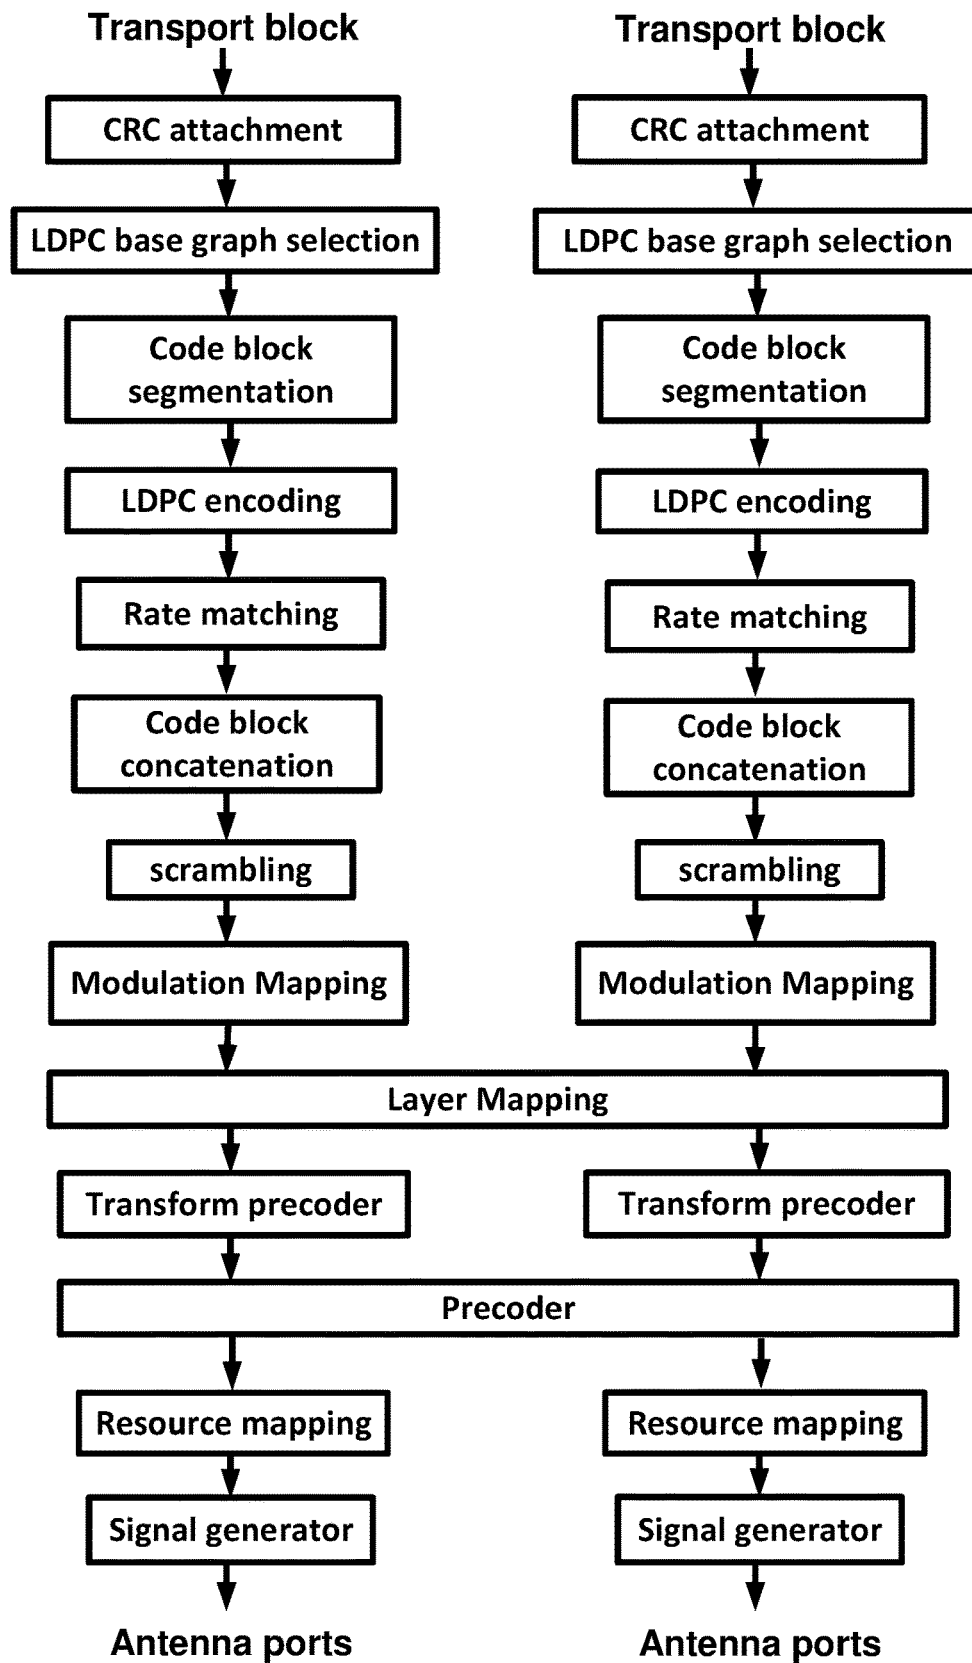 Transport block
Transport block
CRC attachment
CRC attachment
LDPC base graph selection
LDPC base graph selection
Code block
segmentation
Code block
segmentation
LDPC encoding
LDPC encoding
Rate matching
Rate matching
Code block
concatenation
Code block
concatenation
scrambling
scrambling
Modulation Mapping
Modulation Mapping
Layer Mapping
Transform precoder
Transform precoder
Precoder
Resource mapping
Resource mapping
Signal generator
Signal generator
Antenna ports
Antenna ports